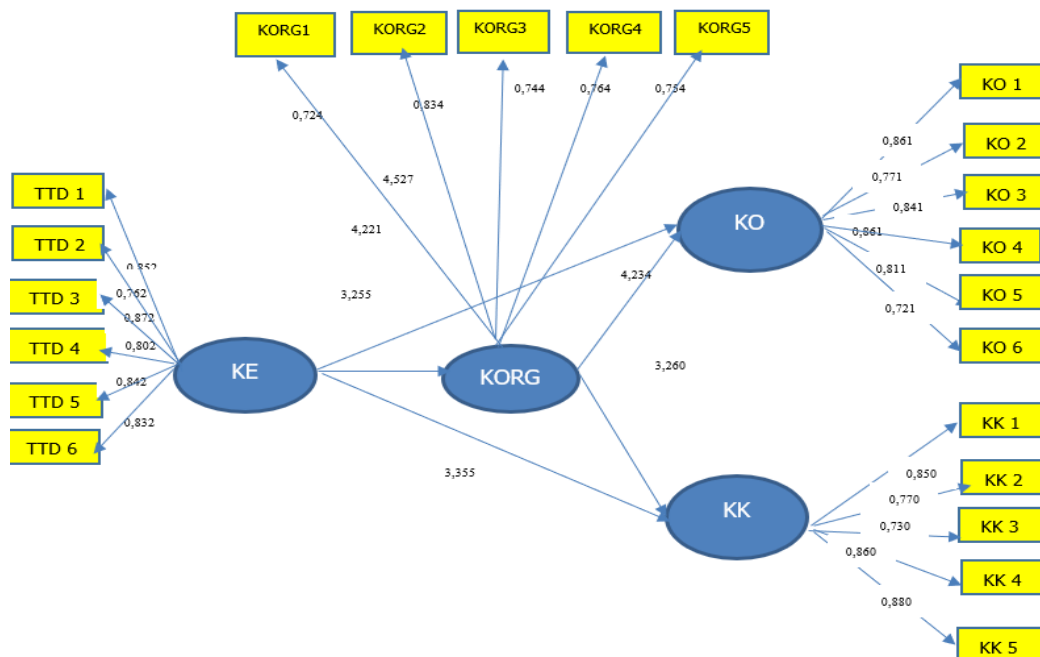 KORG1
KORG2
KORG3
KORG4
KORG5
0,724
0,834
0,744
0,764
0,754
KO 1
KO 2
KO 3
KO 4
KO 5
KO 6
0,861
0,771
0,841
0,861
0,811
0,721
TTD 1
TTD 2
TTD 3
TTD 4
TTD 5
TTD 6
0,852
0,762
0,872
0,802
0,842
0,832
4,527
4,221
3,255
4,234
3,260
3,355
KE
KORG
KO
KK
KK 1
KK 2
KK 3
KK 4
KK 5
0,850
0,770
0,730
0,860
0,880